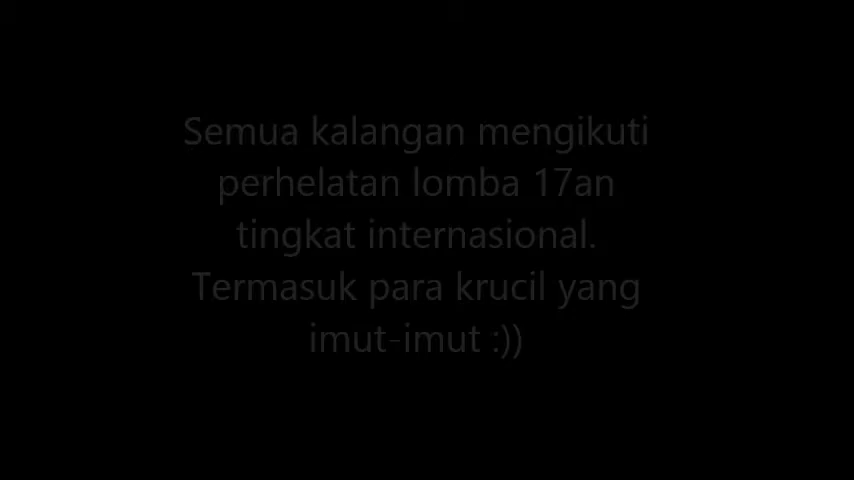 Semua kalangan mengikuti
perhelatan lomba 17an
tingkat internasional.
Termasuk para krucil yang
imut-imut :))